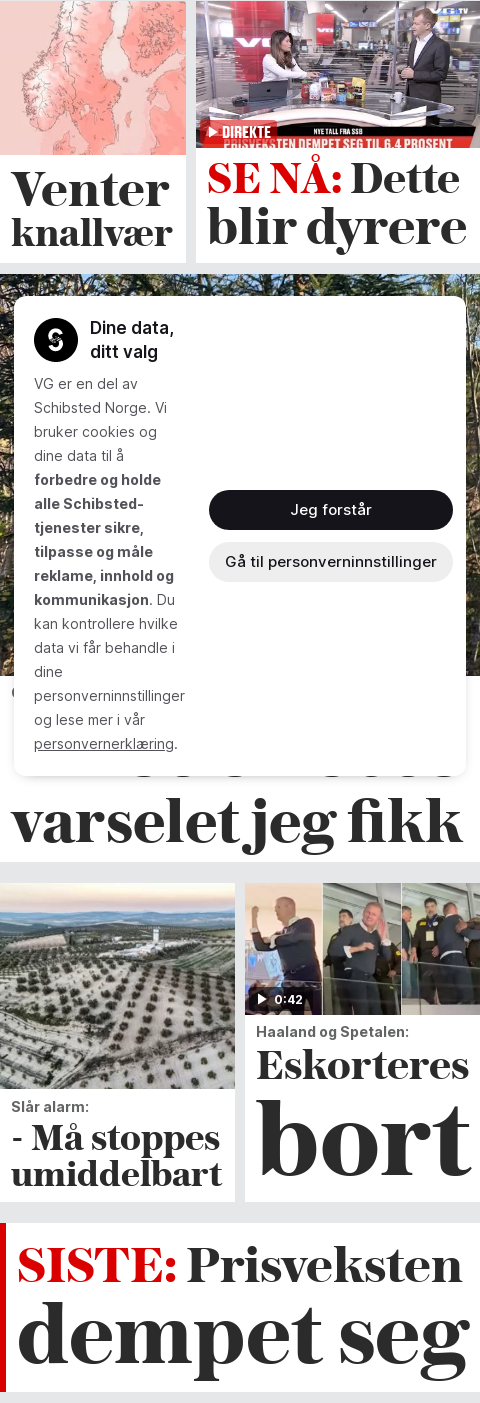 Venter
knallvær
VG
VGTV
NYE TALL FRA SSB
PRISVEKSTEN DEMPET SEG TIL 6,4 PROSENT
DIREKTE
SE NÅ: Dette
blir dyrere
Dine data,
ditt valg
VG er en del av
Schibsted Norge. Vi
bruker cookies og
dine data til å
forbedre og holde
alle Schibsted-
tjenester sikre,
tilpasse og måle
reklame, innhold og
kommunikasjon. Du
kan kontrollere hvilke
data vi får behandle i
dine
personverninnstillinger
og lese mer i vår
personvernerklæring.
Jeg forstår
Gå til personverninnstillinger
varselet jeg fikk
Slår alarm:
- Må stoppes
umiddelbart
0:42
Haaland og Spetalen:
Eskorteres
bort
SISTE: Prisveksten
dempet seg